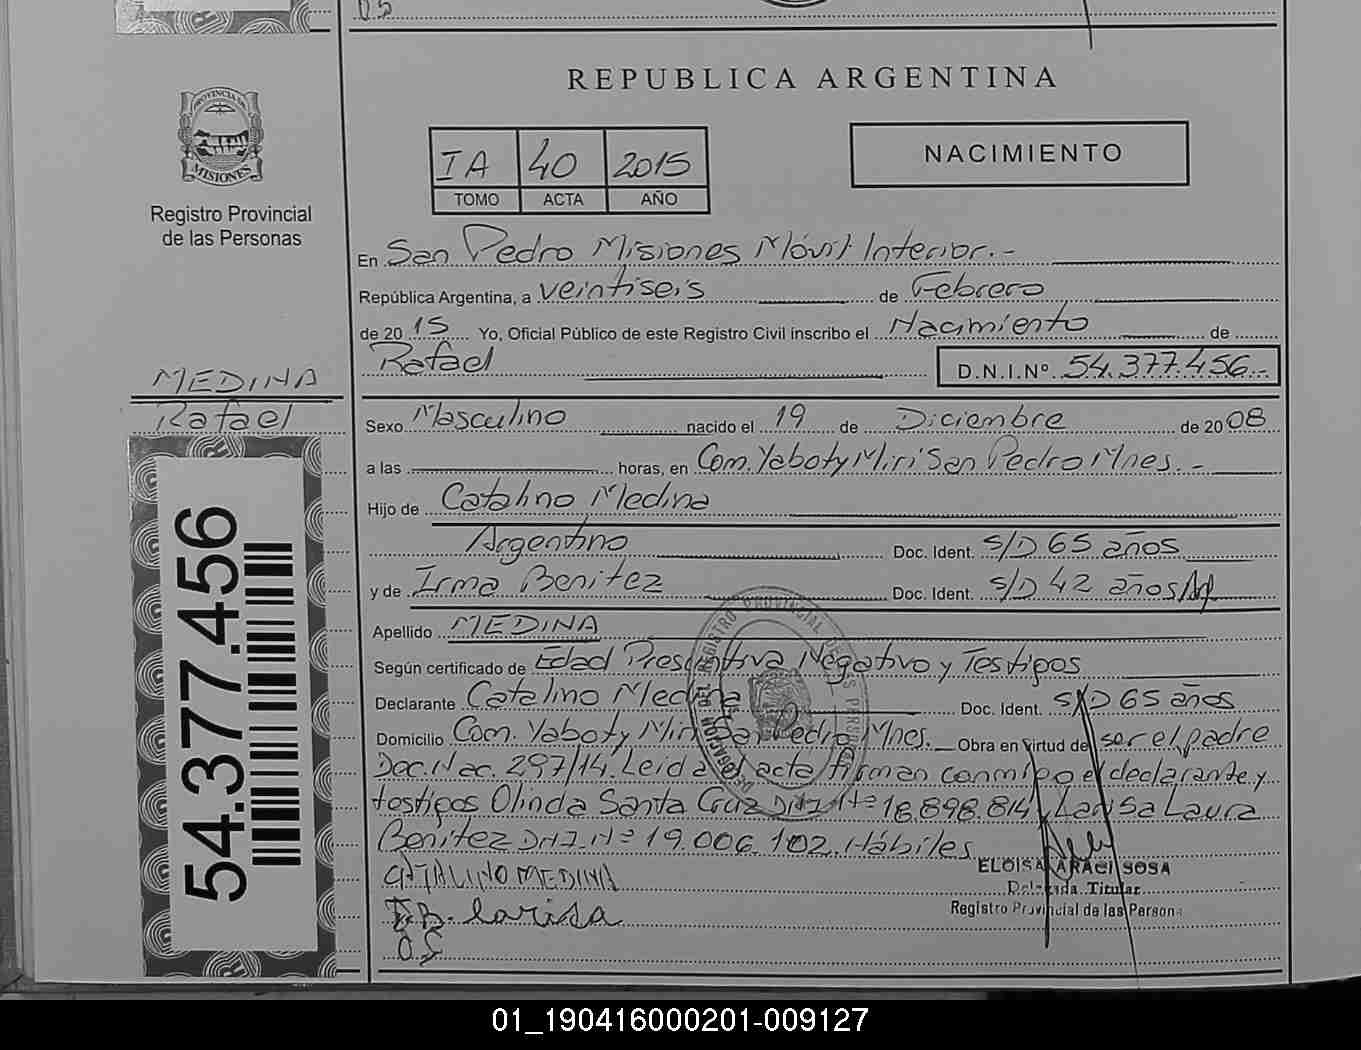 O S
REPUBLICA ARGENTINA
PROVINCIA DE
MISIONES
Registro Provincial
de las Personas
I A 40 2015
TOMO ACTA AÑO
NACIMIENTO
En San Pedro Misiones Móvil Interior.-
República Argentina, a veintiseis de Febrero
de 2015 Yo, Oficial Público de este Registro Civil inscribo el Nacimiento de
Rafael D.N.I.Nº 54.377.456.-
MEDINA
Rafael
54.377.456
Sexo Masculino nacido el 19 de Diciembre de 2008
a las horas, en Com. Yaboty Miri San Pedro Mnes.-
Hijo de Catalino Medina
Argentino Doc. Ident. S/D 65 años
y de Irma Benitez Doc. Ident. S/D 42 años
Apellido MEDINA
Según certificado de Edad Presuntiva Negativo y Testigos
Declarante Catalino Medina Doc. Ident. S/D 65 años
Domicilio Com. Yaboty Miri San Pedro Mnes. Obra en Virtud de ser el padre
Doc. Nac. 297/14. Leida el acta firman conmigo el declarante y
testigos Olinda Santa Cruz DNI Nº 18.898.814, Larisa Laura
Benitez DNI Nº 19.006.102. Hábiles
CATALINO MEDINA
I B. Larisa
O S
ELOISA ARACI SOSA
Delegada Titular
Registro Provincial de las Persona
01_190416000201-009127